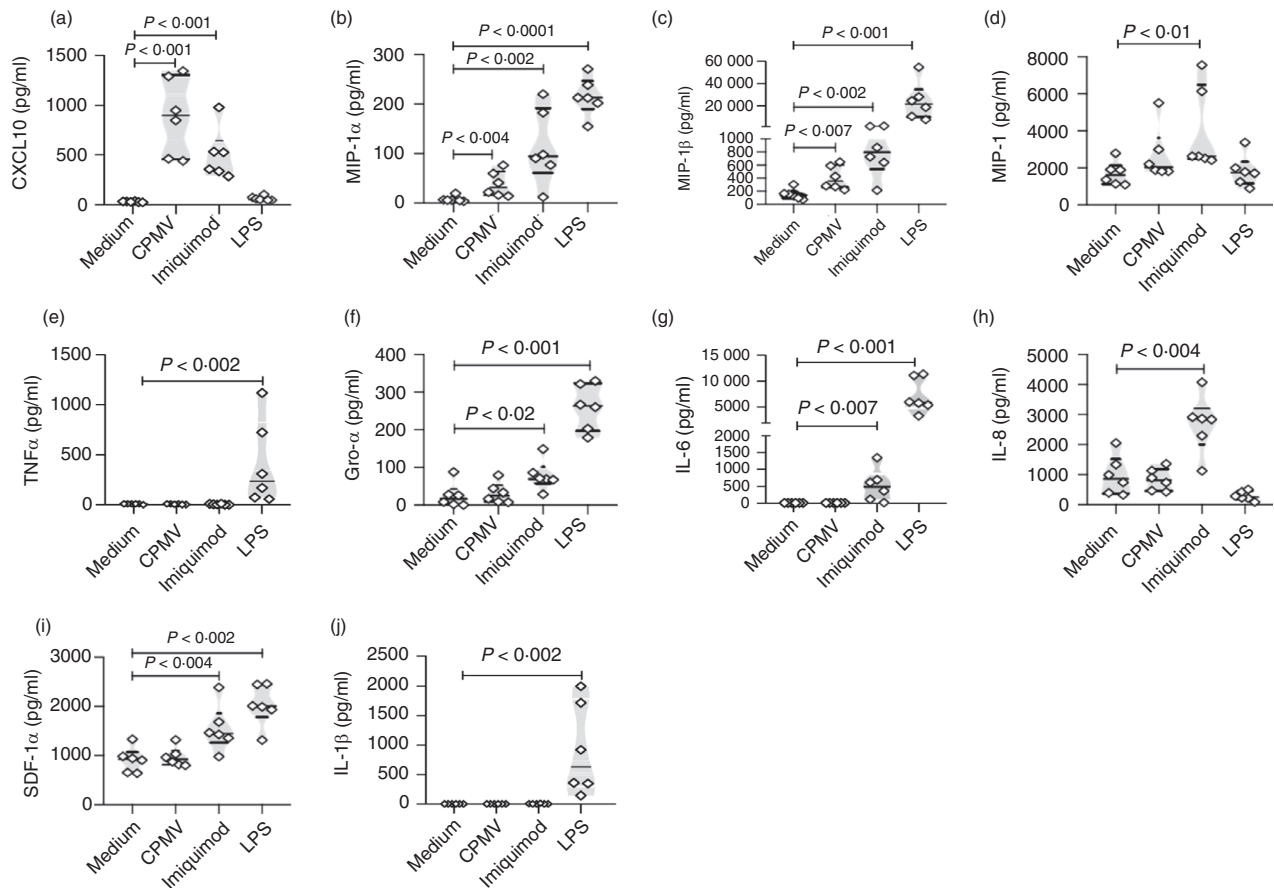 (a)
P < 0·001
P < 0·001
CXCL10 (pg/ml)
1500
1000
500
0
Medium
CPMV
Imiquimod
LPS
(b)
P < 0·0001
P < 0·002
P < 0·004
MIP-1α (pg/ml)
300
200
100
0
Medium
CPMV
Imiquimod
LPS
(c)
P < 0·001
P < 0·002
P < 0·007
MIP-1β (pg/ml)
60 000
40 000
20 000
1000
800
600
400
200
0
Medium
CPMV
Imiquimod
LPS
(d)
P < 0·01
MIP-1 (pg/ml)
8000
6000
4000
2000
0
Medium
CPMV
Imiquimod
LPS
(e)
P < 0·002
TNFα (pg/ml)
1500
1000
500
0
Medium
CPMV
Imiquimod
LPS
(f)
P < 0·001
P < 0·02
Gro-α (pg/ml)
400
300
200
100
0
Medium
CPMV
Imiquimod
LPS
(g)
P < 0·001
P < 0·007
IL-6 (pg/ml)
15 000
10 000
5000
2000
1500
1000
500
0
Medium
CPMV
Imiquimod
LPS
(h)
P < 0·004
IL-8 (pg/ml)
5000
4000
3000
2000
1000
0
Medium
CPMV
Imiquimod
LPS
(i)
P < 0·002
P < 0·004
SDF-1α (pg/ml)
3000
2000
1000
0
Medium
CPMV
Imiquimod
LPS
(j)
P < 0·002
IL-1β (pg/ml)
2500
2000
1500
1000
500
0
Medium
CPMV
Imiquimod
LPS